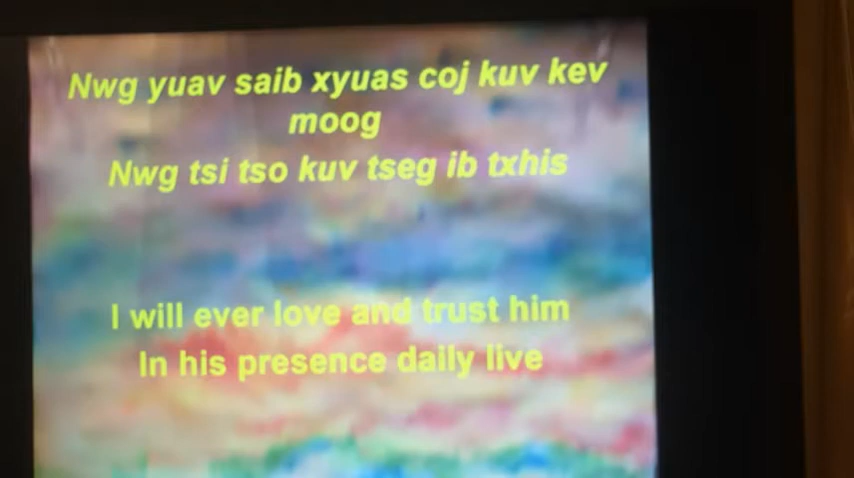 Nwg yuav saib xyuas coj kuv kev
moog
Nwg tsi tso kuv tseg ib txhis
I will ever love and trust him
In his presence daily live